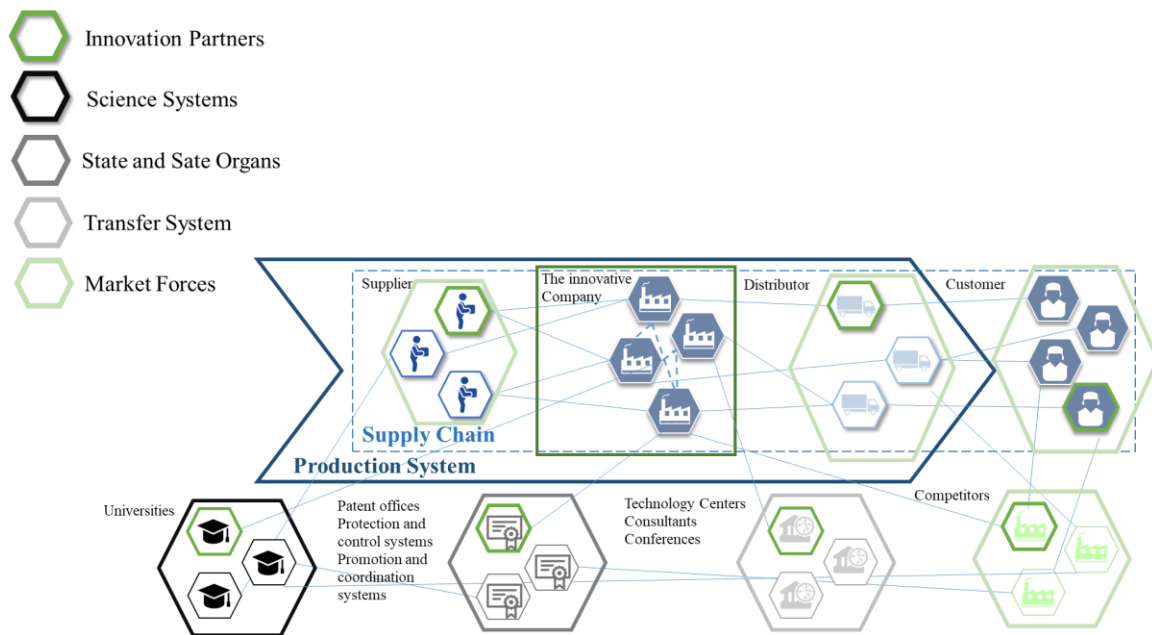 Innovation Partners
Science Systems
State and Sate Organs
Transfer System
Market Forces
Supplier
The innovative
Company
Distributor
Customer
Supply Chain
Production System
Universities
Patent offices
Protection and
control systems
Promotion and
coordination
systems
Technology Centers
Consultants
Conferences
Competitors